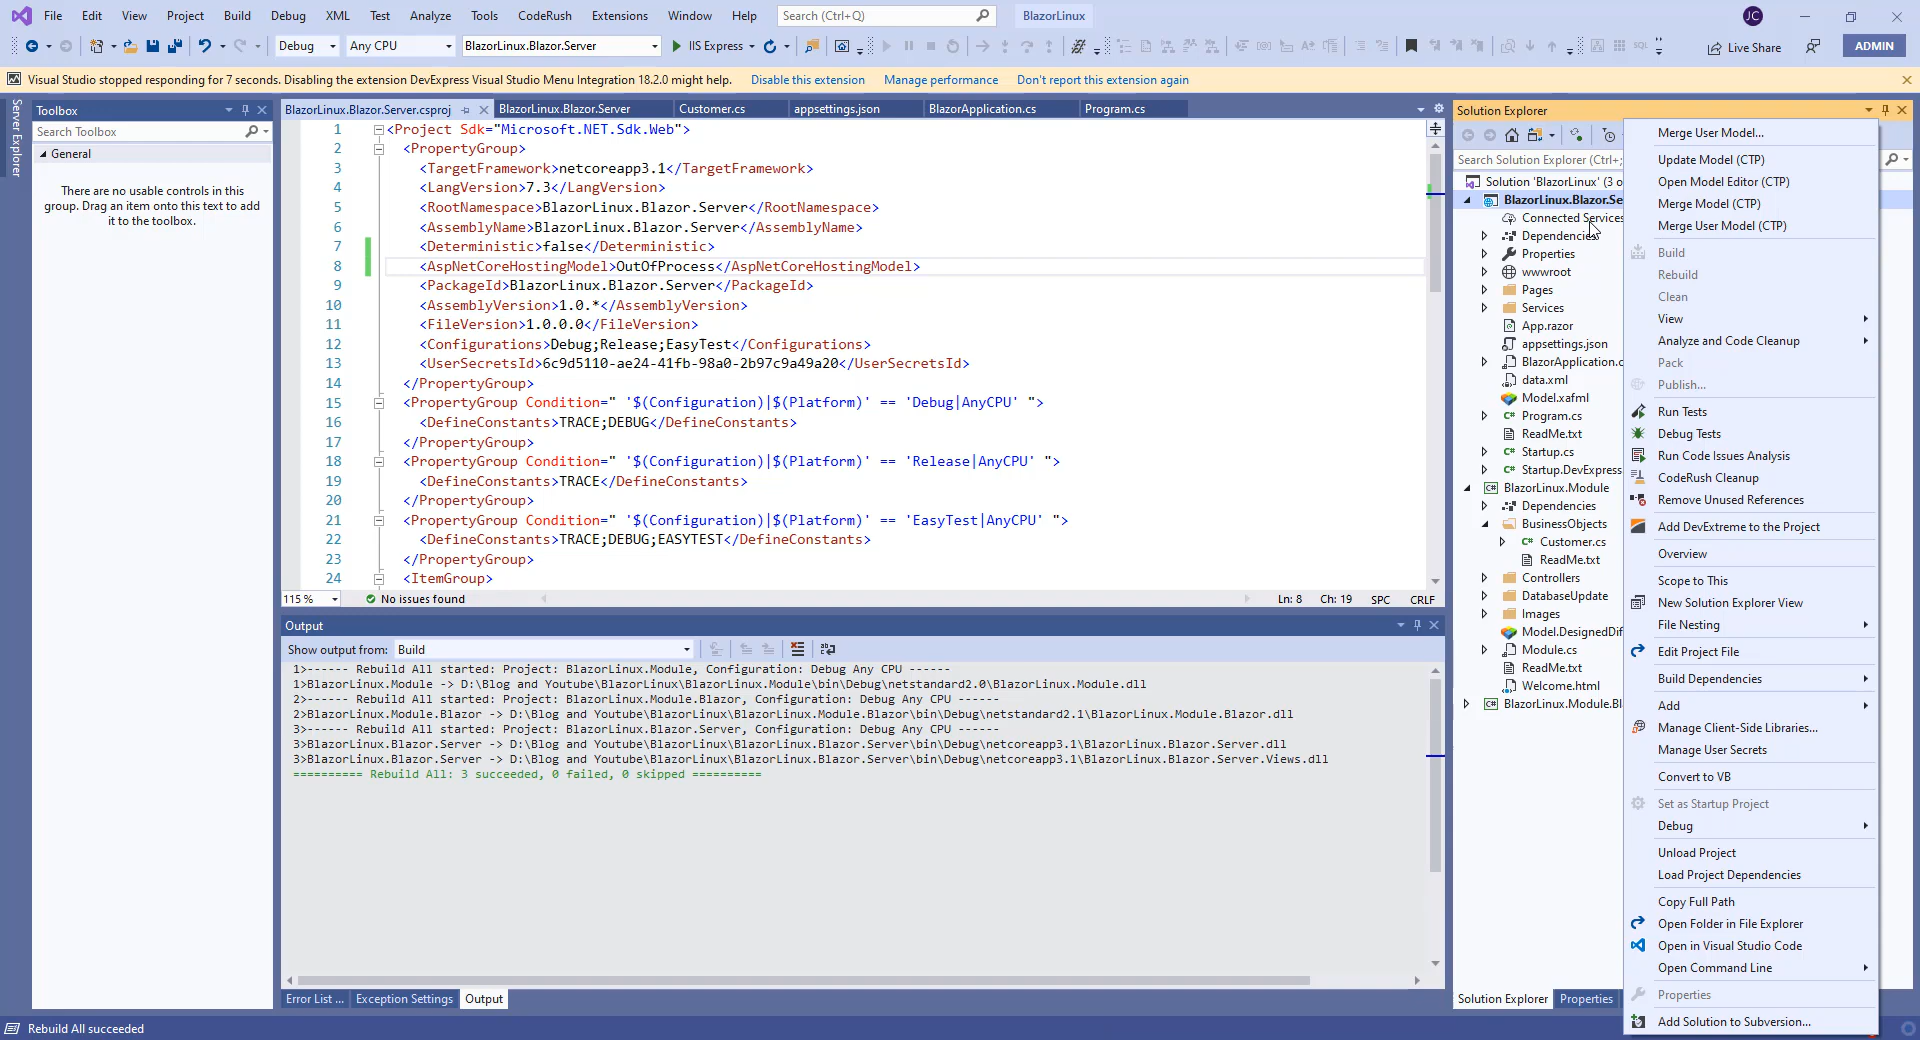 File Edit View Project Build Debug XML Test Analyze Tools CodeRush Extensions Window Help Search (Ctrl+Q) BlazorLinux JC
Debug Any CPU BlazorLinux.Blazor.Server IIS Express Live Share ADMIN
Visual Studio stopped responding for 7 seconds. Disabling the extension DevExpress Visual Studio Menu Integration 18.2.0 might help. Disable this extension Manage performance Don't report this extension again
Server Explorer
Toolbox
Search Toolbox
General
There are no usable controls in this
group. Drag an item onto this text to add
it to the toolbox.
BlazorLinux.Blazor.Server.csproj BlazorLinux.Blazor.Server Customer.cs appsettings.json BlazorApplication.cs Program.cs
1 <Project Sdk="Microsoft.NET.Sdk.Web">
2 <PropertyGroup>
3 <TargetFramework>netcoreapp3.1</TargetFramework>
4 <LangVersion>7.3</LangVersion>
5 <RootNamespace>BlazorLinux.Blazor.Server</RootNamespace>
6 <AssemblyName>BlazorLinux.Blazor.Server</AssemblyName>
7 <Deterministic>false</Deterministic>
8 <AspNetCoreHostingModel>OutOfProcess</AspNetCoreHostingModel>
9 <PackageId>BlazorLinux.Blazor.Server</PackageId>
10 <AssemblyVersion>1.0.*</AssemblyVersion>
11 <FileVersion>1.0.0.0</FileVersion>
12 <Configurations>Debug;Release;EasyTest</Configurations>
13 <UserSecretsId>6c9d5110-ae24-41fb-98a0-2b97c9a49a20</UserSecretsId>
14 </PropertyGroup>
15 <PropertyGroup Condition=" '$(Configuration)|$(Platform)' == 'Debug|AnyCPU' ">
16 <DefineConstants>TRACE;DEBUG</DefineConstants>
17 </PropertyGroup>
18 <PropertyGroup Condition=" '$(Configuration)|$(Platform)' == 'Release|AnyCPU' ">
19 <DefineConstants>TRACE</DefineConstants>
20 </PropertyGroup>
21 <PropertyGroup Condition=" '$(Configuration)|$(Platform)' == 'EasyTest|AnyCPU' ">
22 <DefineConstants>TRACE;DEBUG;EASYTEST</DefineConstants>
23 </PropertyGroup>
24 <ItemGroup>
115 % No issues found Ln: 8 Ch: 19 SPC CRLF
Output
Show output from: Build
1>------ Rebuild All started: Project: BlazorLinux.Module, Configuration: Debug Any CPU ------
1>BlazorLinux.Module -> D:\Blog and Youtube\BlazorLinux\BlazorLinux.Module\bin\Debug\netstandard2.0\BlazorLinux.Module.dll
2>------ Rebuild All started: Project: BlazorLinux.Module.Blazor, Configuration: Debug Any CPU ------
2>BlazorLinux.Module.Blazor -> D:\Blog and Youtube\BlazorLinux\BlazorLinux.Module.Blazor\bin\Debug\netstandard2.1\BlazorLinux.Module.Blazor.dll
3>------ Rebuild All started: Project: BlazorLinux.Blazor.Server, Configuration: Debug Any CPU ------
3>BlazorLinux.Blazor.Server -> D:\Blog and Youtube\BlazorLinux\BlazorLinux.Blazor.Server\bin\Debug\netcoreapp3.1\BlazorLinux.Blazor.Server.dll
3>BlazorLinux.Blazor.Server -> D:\Blog and Youtube\BlazorLinux\BlazorLinux.Blazor.Server\bin\Debug\netcoreapp3.1\BlazorLinux.Blazor.Server.Views.dll
========== Rebuild All: 3 succeeded, 0 failed, 0 skipped ==========
Error List ... Exception Settings Output
Solution Explorer
Search Solution Explorer (Ctrl+;
Solution 'BlazorLinux' (3 o
BlazorLinux.Blazor.Se
Connected Services
Dependencies
Properties
wwwroot
Pages
Services
App.razor
appsettings.json
BlazorApplication.c
data.xml
Model.xafml
Program.cs
ReadMe.txt
Startup.cs
Startup.DevExpress
BlazorLinux.Module
Dependencies
BusinessObjects
Customer.cs
ReadMe.txt
Controllers
DatabaseUpdate
Images
Model.DesignedDif
Module.cs
ReadMe.txt
Welcome.html
BlazorLinux.Module.Bl
Solution Explorer Properties
Merge User Model...
Update Model (CTP)
Open Model Editor (CTP)
Merge Model (CTP)
Merge User Model (CTP)
Build
Rebuild
Clean
View
Analyze and Code Cleanup
Pack
Publish...
Run Tests
Debug Tests
Run Code Issues Analysis
CodeRush Cleanup
Remove Unused References
Add DevExtreme to the Project
Overview
Scope to This
New Solution Explorer View
File Nesting
Edit Project File
Build Dependencies
Add
Manage Client-Side Libraries...
Manage User Secrets
Convert to VB
Set as Startup Project
Debug
Unload Project
Load Project Dependencies
Copy Full Path
Open Folder in File Explorer
Open in Visual Studio Code
Open Command Line
Properties
Add Solution to Subversion...
Rebuild All succeeded